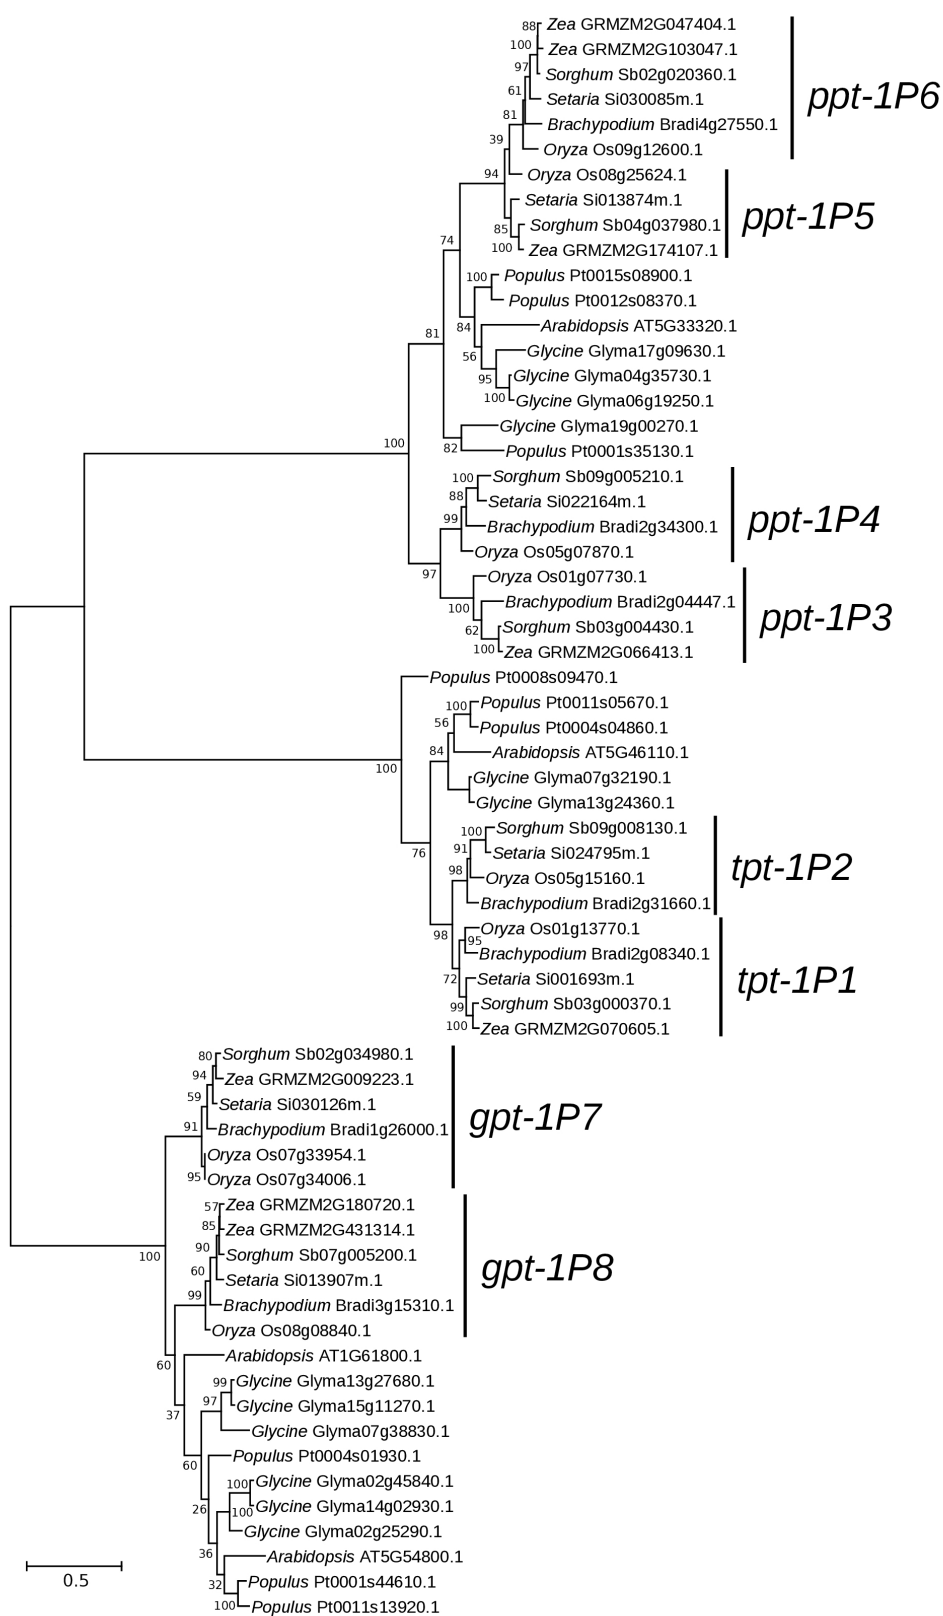 88
Zea GRMZM2G047404.1
100
Zea GRMZM2G103047.1
97
Sorghum Sb02g020360.1
61
Setaria Si030085m.1
ppt-1P6
81
Brachypodium Bradi4g27550.1
39
Oryza Os09g12600.1
94
Oryza Os08g25624.1
Setaria Si013874m.1
85
Sorghum Sb04g037980.1
ppt-1P5
100
Zea GRMZM2G174107.1
74
100
Populus Pt0015s08900.1
Populus Pt0012s08370.1
84
Arabidopsis AT5G33320.1
81
56
Glycine Glyma17g09630.1
95
Glycine Glyma04g35730.1
100
Glycine Glyma06g19250.1
Glycine Glyma19g00270.1
100
82
Populus Pt0001s35130.1
100
Sorghum Sb09g005210.1
88
Setaria Si022164m.1
99
Brachypodium Bradi2g34300.1
ppt-1P4
Oryza Os05g07870.1
97
Oryza Os01g07730.1
100
Brachypodium Bradi2g04447.1
62
Sorghum Sb03g004430.1
ppt-1P3
100
Zea GRMZM2G066413.1
Populus Pt0008s09470.1
100
Populus Pt0011s05670.1
56
Populus Pt0004s04860.1
84
Arabidopsis AT5G46110.1
100
Glycine Glyma07g32190.1
Glycine Glyma13g24360.1
100
Sorghum Sb09g008130.1
76
91
Setaria Si024795m.1
98
Oryza Os05g15160.1
tpt-1P2
Brachypodium Bradi2g31660.1
98
Oryza Os01g13770.1
95
Brachypodium Bradi2g08340.1
72
Setaria Si001693m.1
tpt-1P1
99
Sorghum Sb03g000370.1
100
Zea GRMZM2G070605.1
80
Sorghum Sb02g034980.1
94
Zea GRMZM2G009223.1
59
Setaria Si030126m.1
91
Brachypodium Bradi1g26000.1
gpt-1P7
Oryza Os07g33954.1
95
Oryza Os07g34006.1
57
Zea GRMZM2G180720.1
85
Zea GRMZM2G431314.1
100
90
Sorghum Sb07g005200.1
60
Setaria Si013907m.1
gpt-1P8
99
Brachypodium Bradi3g15310.1
Oryza Os08g08840.1
60
Arabidopsis AT1G61800.1
99
Glycine Glyma13g27680.1
97
Glycine Glyma15g11270.1
37
Glycine Glyma07g38830.1
60
Populus Pt0004s01930.1
100
Glycine Glyma02g45840.1
26
100
Glycine Glyma14g02930.1
Glycine Glyma02g25290.1
36
Arabidopsis AT5G54800.1
32
Populus Pt0001s44610.1
100
Populus Pt0011s13920.1
0.5